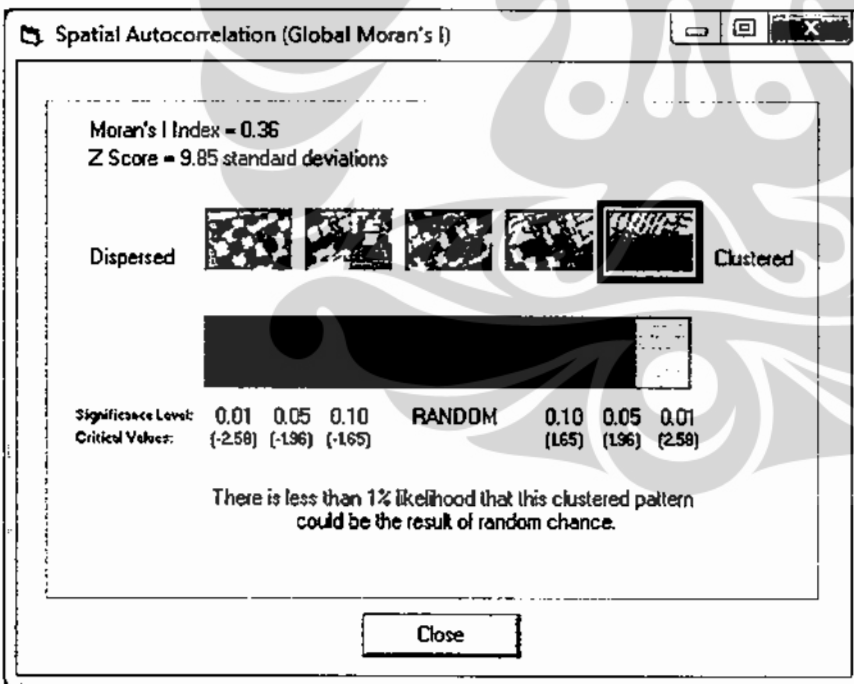 Spatial Autocorrelation (Global Moran's I)
Moran's I Index = 0.36
Z Score = 9.85 standard deviations
Dispersed
Clustered
Significance Level: 0.01 0.05 0.10 RANDOM 0.10 0.05 0.01
Critical Values: (-2.58) (-1.96) (-1.65) (1.65) (1.96) (2.58)
There is less than 1% likelihood that this clustered pattern
could be the result of random chance.
Close